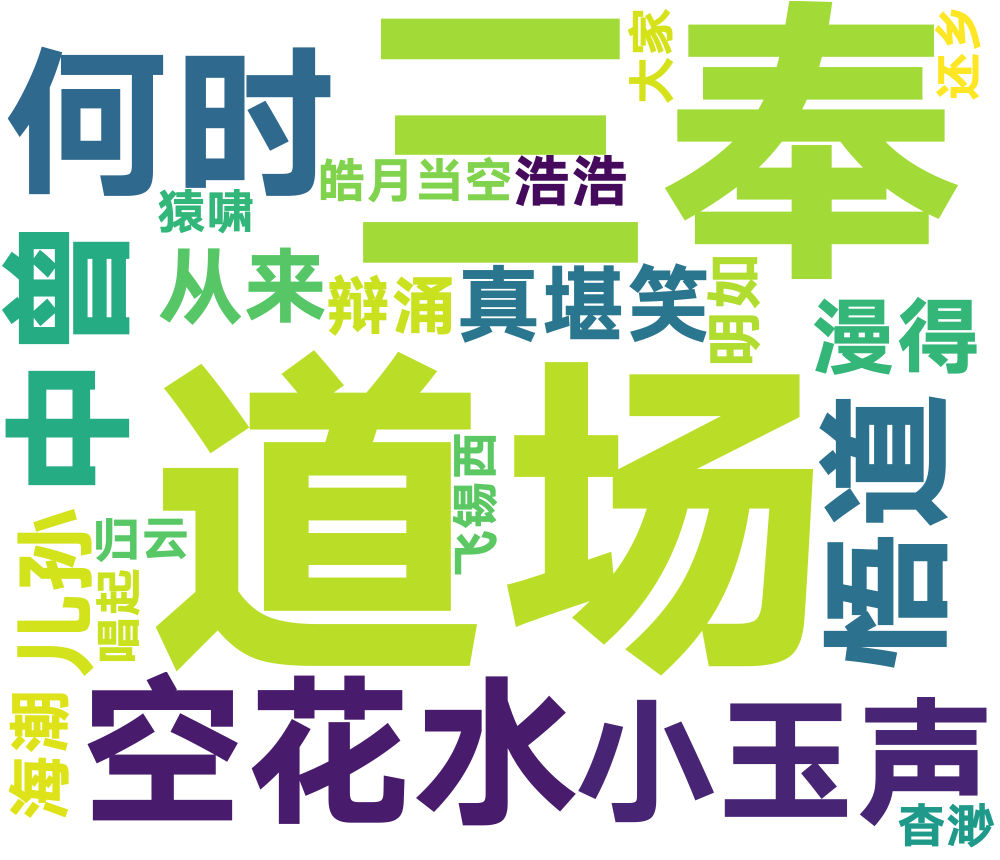 三奉
大家
还乡
何时
皓月当空
浩浩
猿啸
中曾
从来
辩涌
真堪笑
明如
漫得
道场
飞锡西
悟道
归云
儿孙
唱起
海潮
空花水
小玉声
杳渺